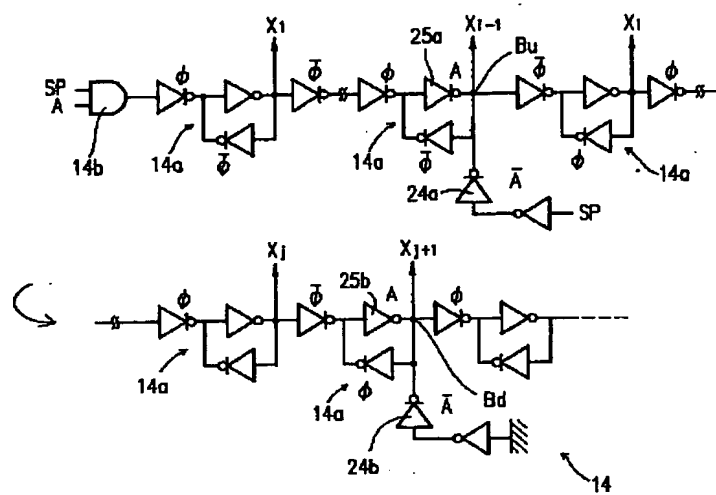 X1 25a Xi-1 Bu Xi
SP A ϕ ϕ̅ ϕ A ϕ̅ ϕ
14b 14a ϕ̅ 14a ϕ̅ 24a A̅ ϕ 14a
SP
Xj Xj+1
ϕ ϕ̅ 25b A ϕ
14a 14a ϕ A̅ Bd
24b 14